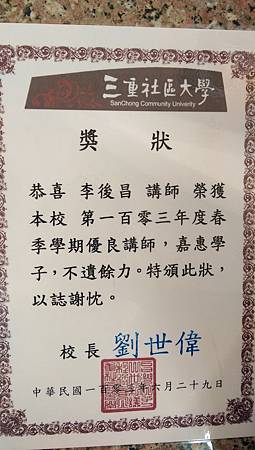 三重社區大學
SanChong Community Univerity
獎 狀
恭喜 李後昌 講師 榮獲
本校 第一百零三年度春
季學期優良講師，嘉惠學
子，不遺餘力。特頒此狀，
以誌謝忱。
校長 劉世偉
中華民國一百零三年六月二十九日